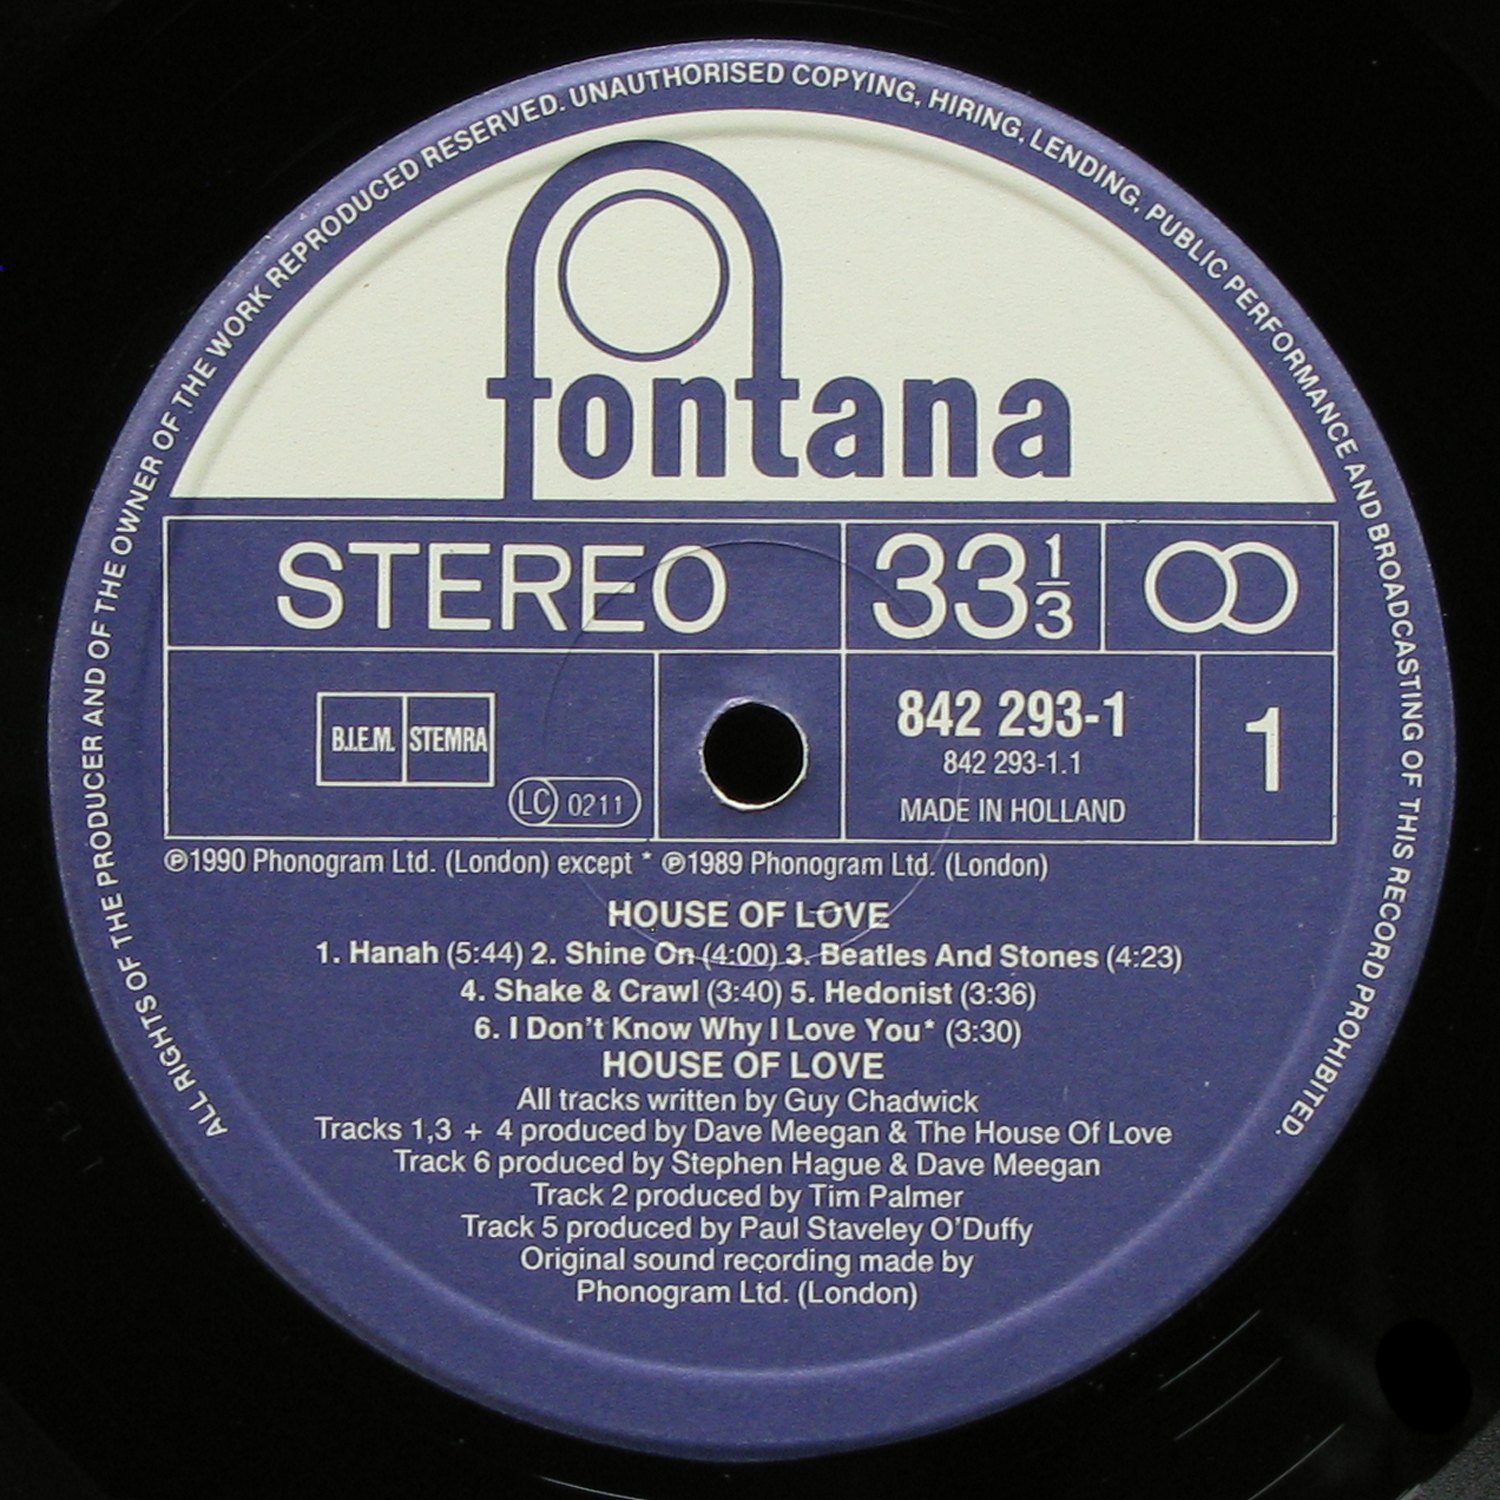 ALL RIGHTS OF THE PRODUCER AND OF THE OWNER OF THE WORK REPRODUCED RESERVED. UNAUTHORISED COPYING, HIRING, LENDING, PUBLIC PERFORMANCE AND BROADCASTING OF THIS RECORD PROHIBITED.
fontana
STEREO 33 1/3
B.I.E.M. STEMRA
LC 0211
842 293-1
842 293-1.1
MADE IN HOLLAND
1
℗1990 Phonogram Ltd. (London) except * ℗1989 Phonogram Ltd. (London)
HOUSE OF LOVE
1. Hanah (5:44) 2. Shine On (4:00) 3. Beatles And Stones (4:23)
4. Shake & Crawl (3:40) 5. Hedonist (3:36)
6. I Don't Know Why I Love You* (3:30)
HOUSE OF LOVE
All tracks written by Guy Chadwick
Tracks 1,3 + 4 produced by Dave Meegan & The House Of Love
Track 6 produced by Stephen Hague & Dave Meegan
Track 2 produced by Tim Palmer
Track 5 produced by Paul Staveley O'Duffy
Original sound recording made by
Phonogram Ltd. (London)